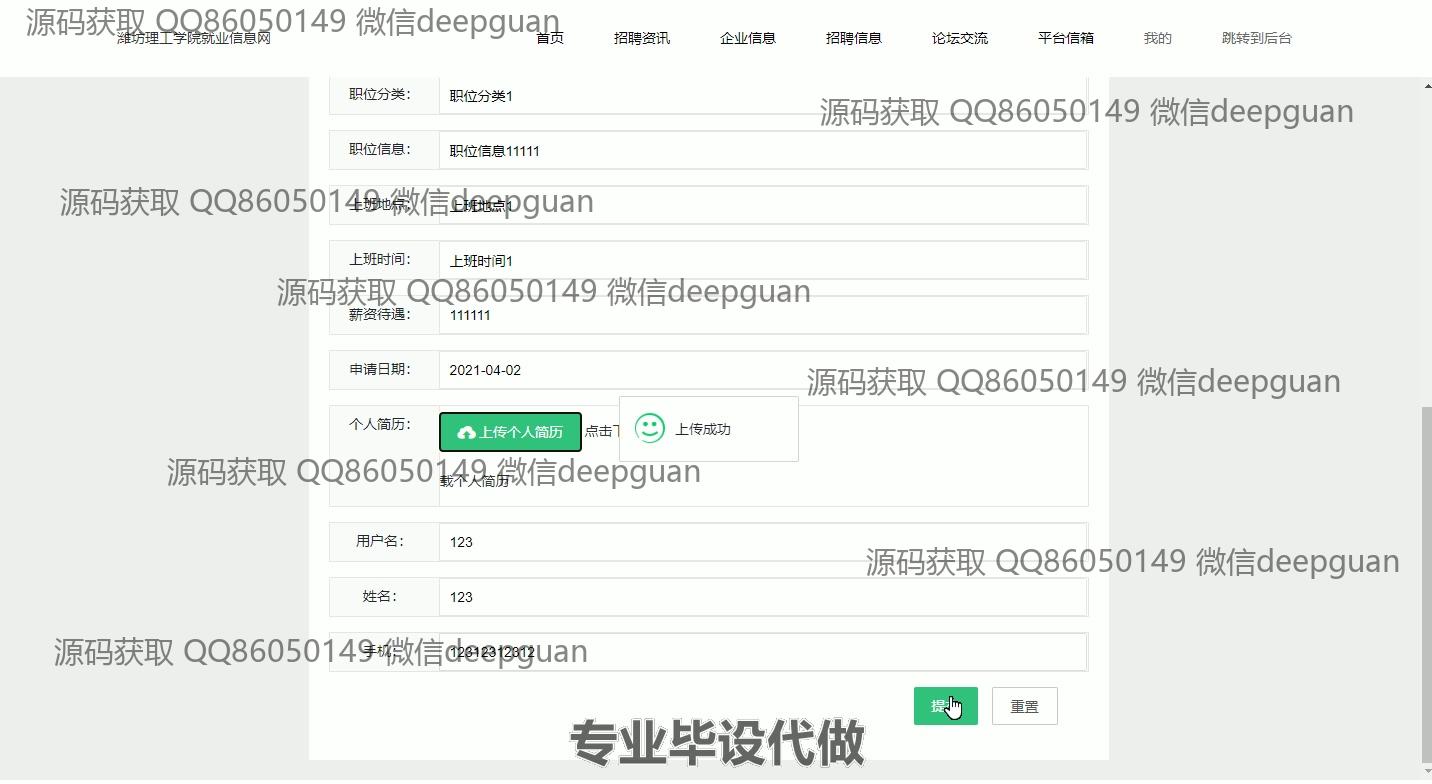 源码获取 QQ86050149 微信deepguan
潍坊理工学院就业信息网
首页
招聘资讯
企业信息
招聘信息
论坛交流
平台信箱
我的
跳转到后台
职位分类：
职位分类1
源码获取 QQ86050149 微信deepguan
职位信息：
职位信息11111
源码获取 QQ86050149 微信deepguan
上班地点：
上班地点1
上班时间：
上班时间1
源码获取 QQ86050149 微信deepguan
薪资待遇：
111111
申请日期：
2021-04-02
源码获取 QQ86050149 微信deepguan
个人简历：
上传个人简历
点击下
上传成功
源码获取 QQ86050149 微信deepguan
载个人简历
用户名：
123
源码获取 QQ86050149 微信deepguan
姓名：
123
源码获取 QQ86050149 微信deepguan
手机：
12312312312
提
重置
专业毕设代做